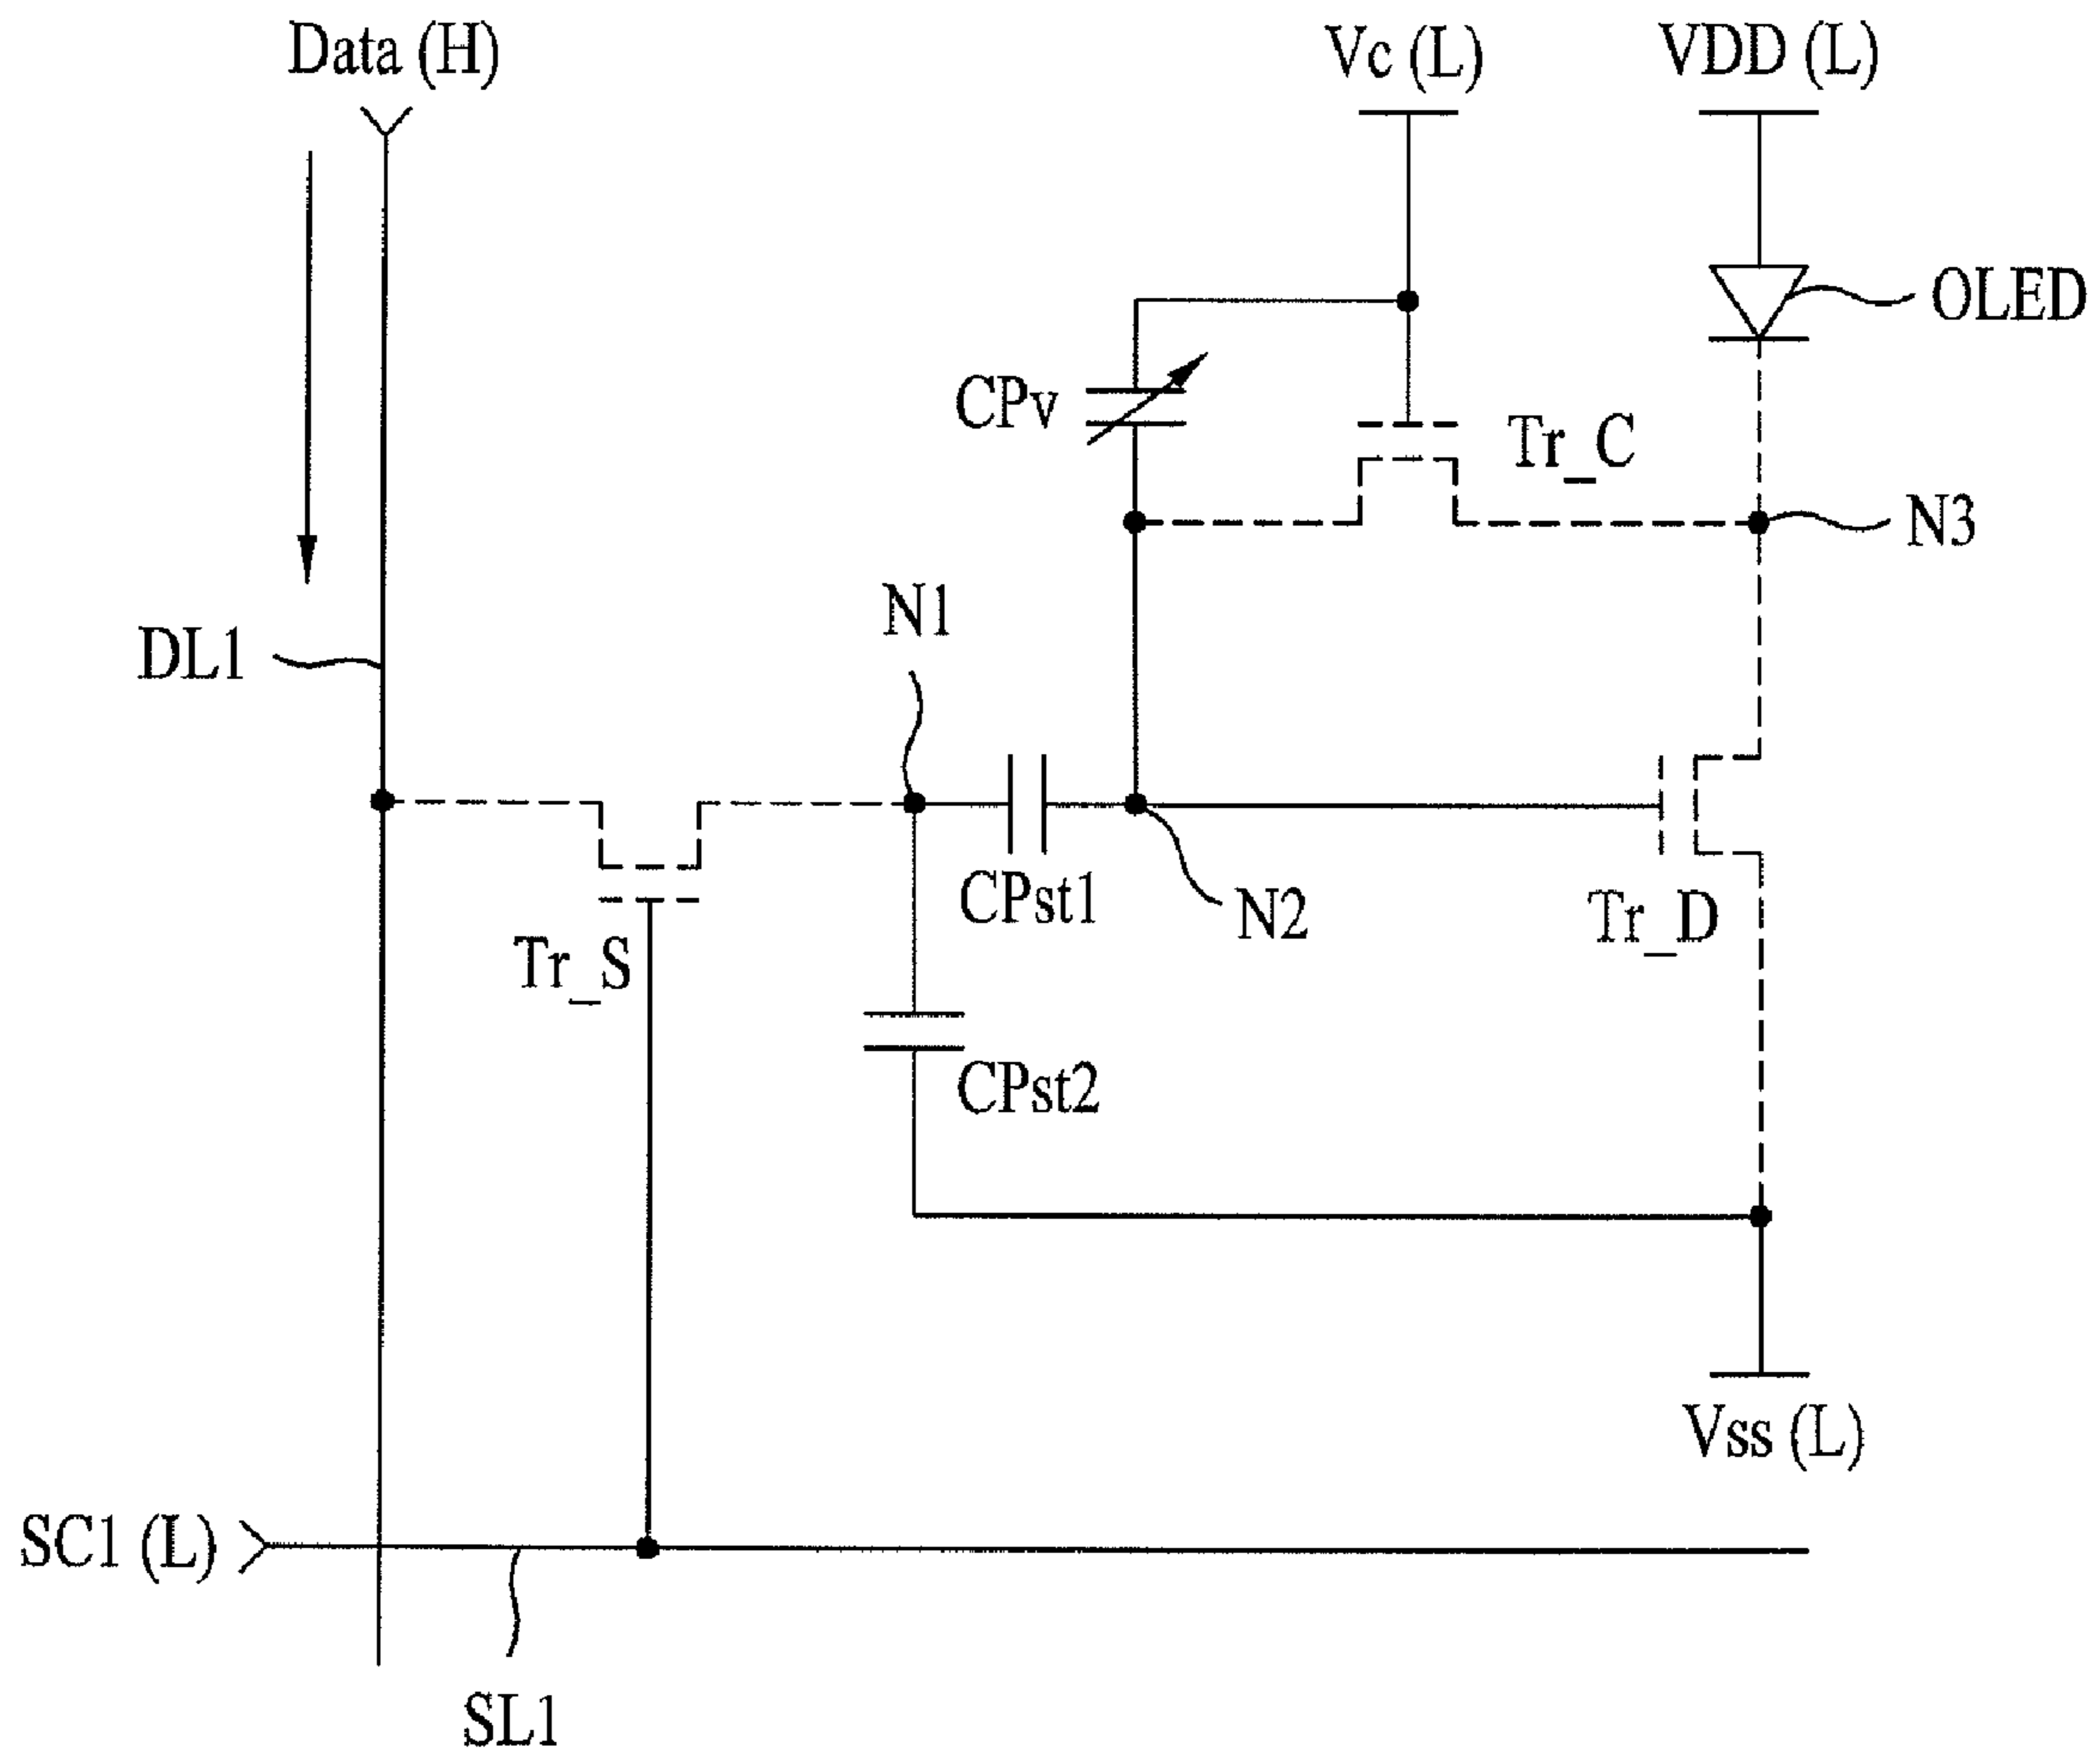 Data (H)
Vc (L)
VDD (L)
OLED
CPv
Tr_C
N3
N1
DL1
CPst1
N2
Tr_D
Tr_S
CPst2
Vss (L)
SC1 (L)
SL1